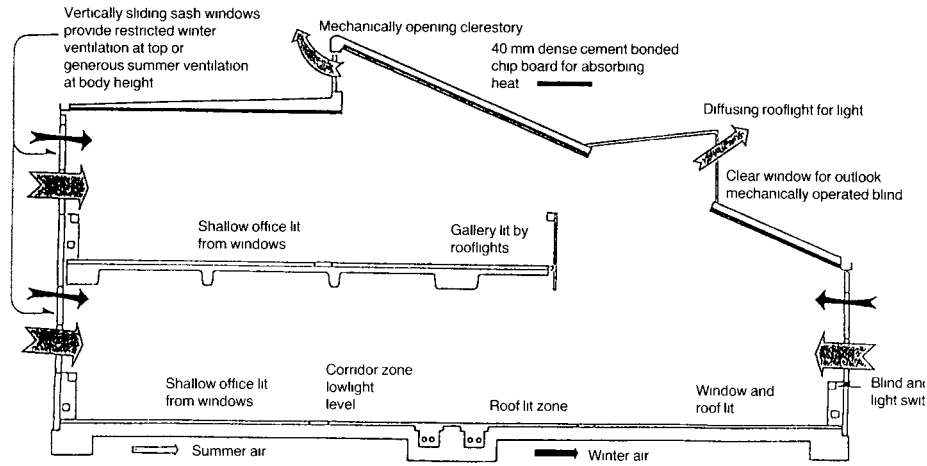 Vertically sliding sash windows
provide restricted winter
ventilation at top or
generous summer ventilation
at body height
Mechanically opening clerestory
40 mm dense cement bonded
chip board for absorbing
heat
Diffusing rooflight for light
Clear window for outlook
mechanically operated blind
Shallow office lit
from windows
Gallery lit by
rooflights
Shallow office lit
from windows
Corridor zone
lowlight
level
Roof lit zone
Window and
roof lit
Blind and
light swit
Summer air
Winter air